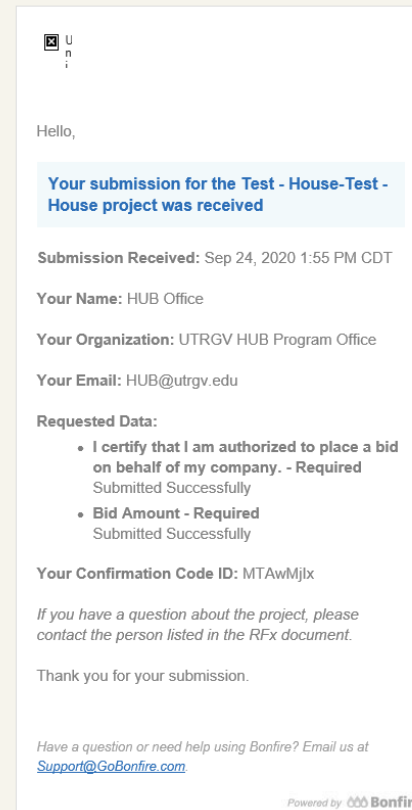 Uni
Hello,
Your submission for the Test - House-Test -
House project was received
Submission Received: Sep 24, 2020 1:55 PM CDT
Your Name: HUB Office
Your Organization: UTRGV HUB Program Office
Your Email: HUB@utrgv.edu
Requested Data:
• I certify that I am authorized to place a bid
on behalf of my company. - Required
Submitted Successfully
• Bid Amount - Required
Submitted Successfully
Your Confirmation Code ID: MTAwMjIx
If you have a question about the project, please
contact the person listed in the RFx document.
Thank you for your submission.
Have a question or need help using Bonfire? Email us at
Support@GoBonfire.com.
Powered by Bonfir